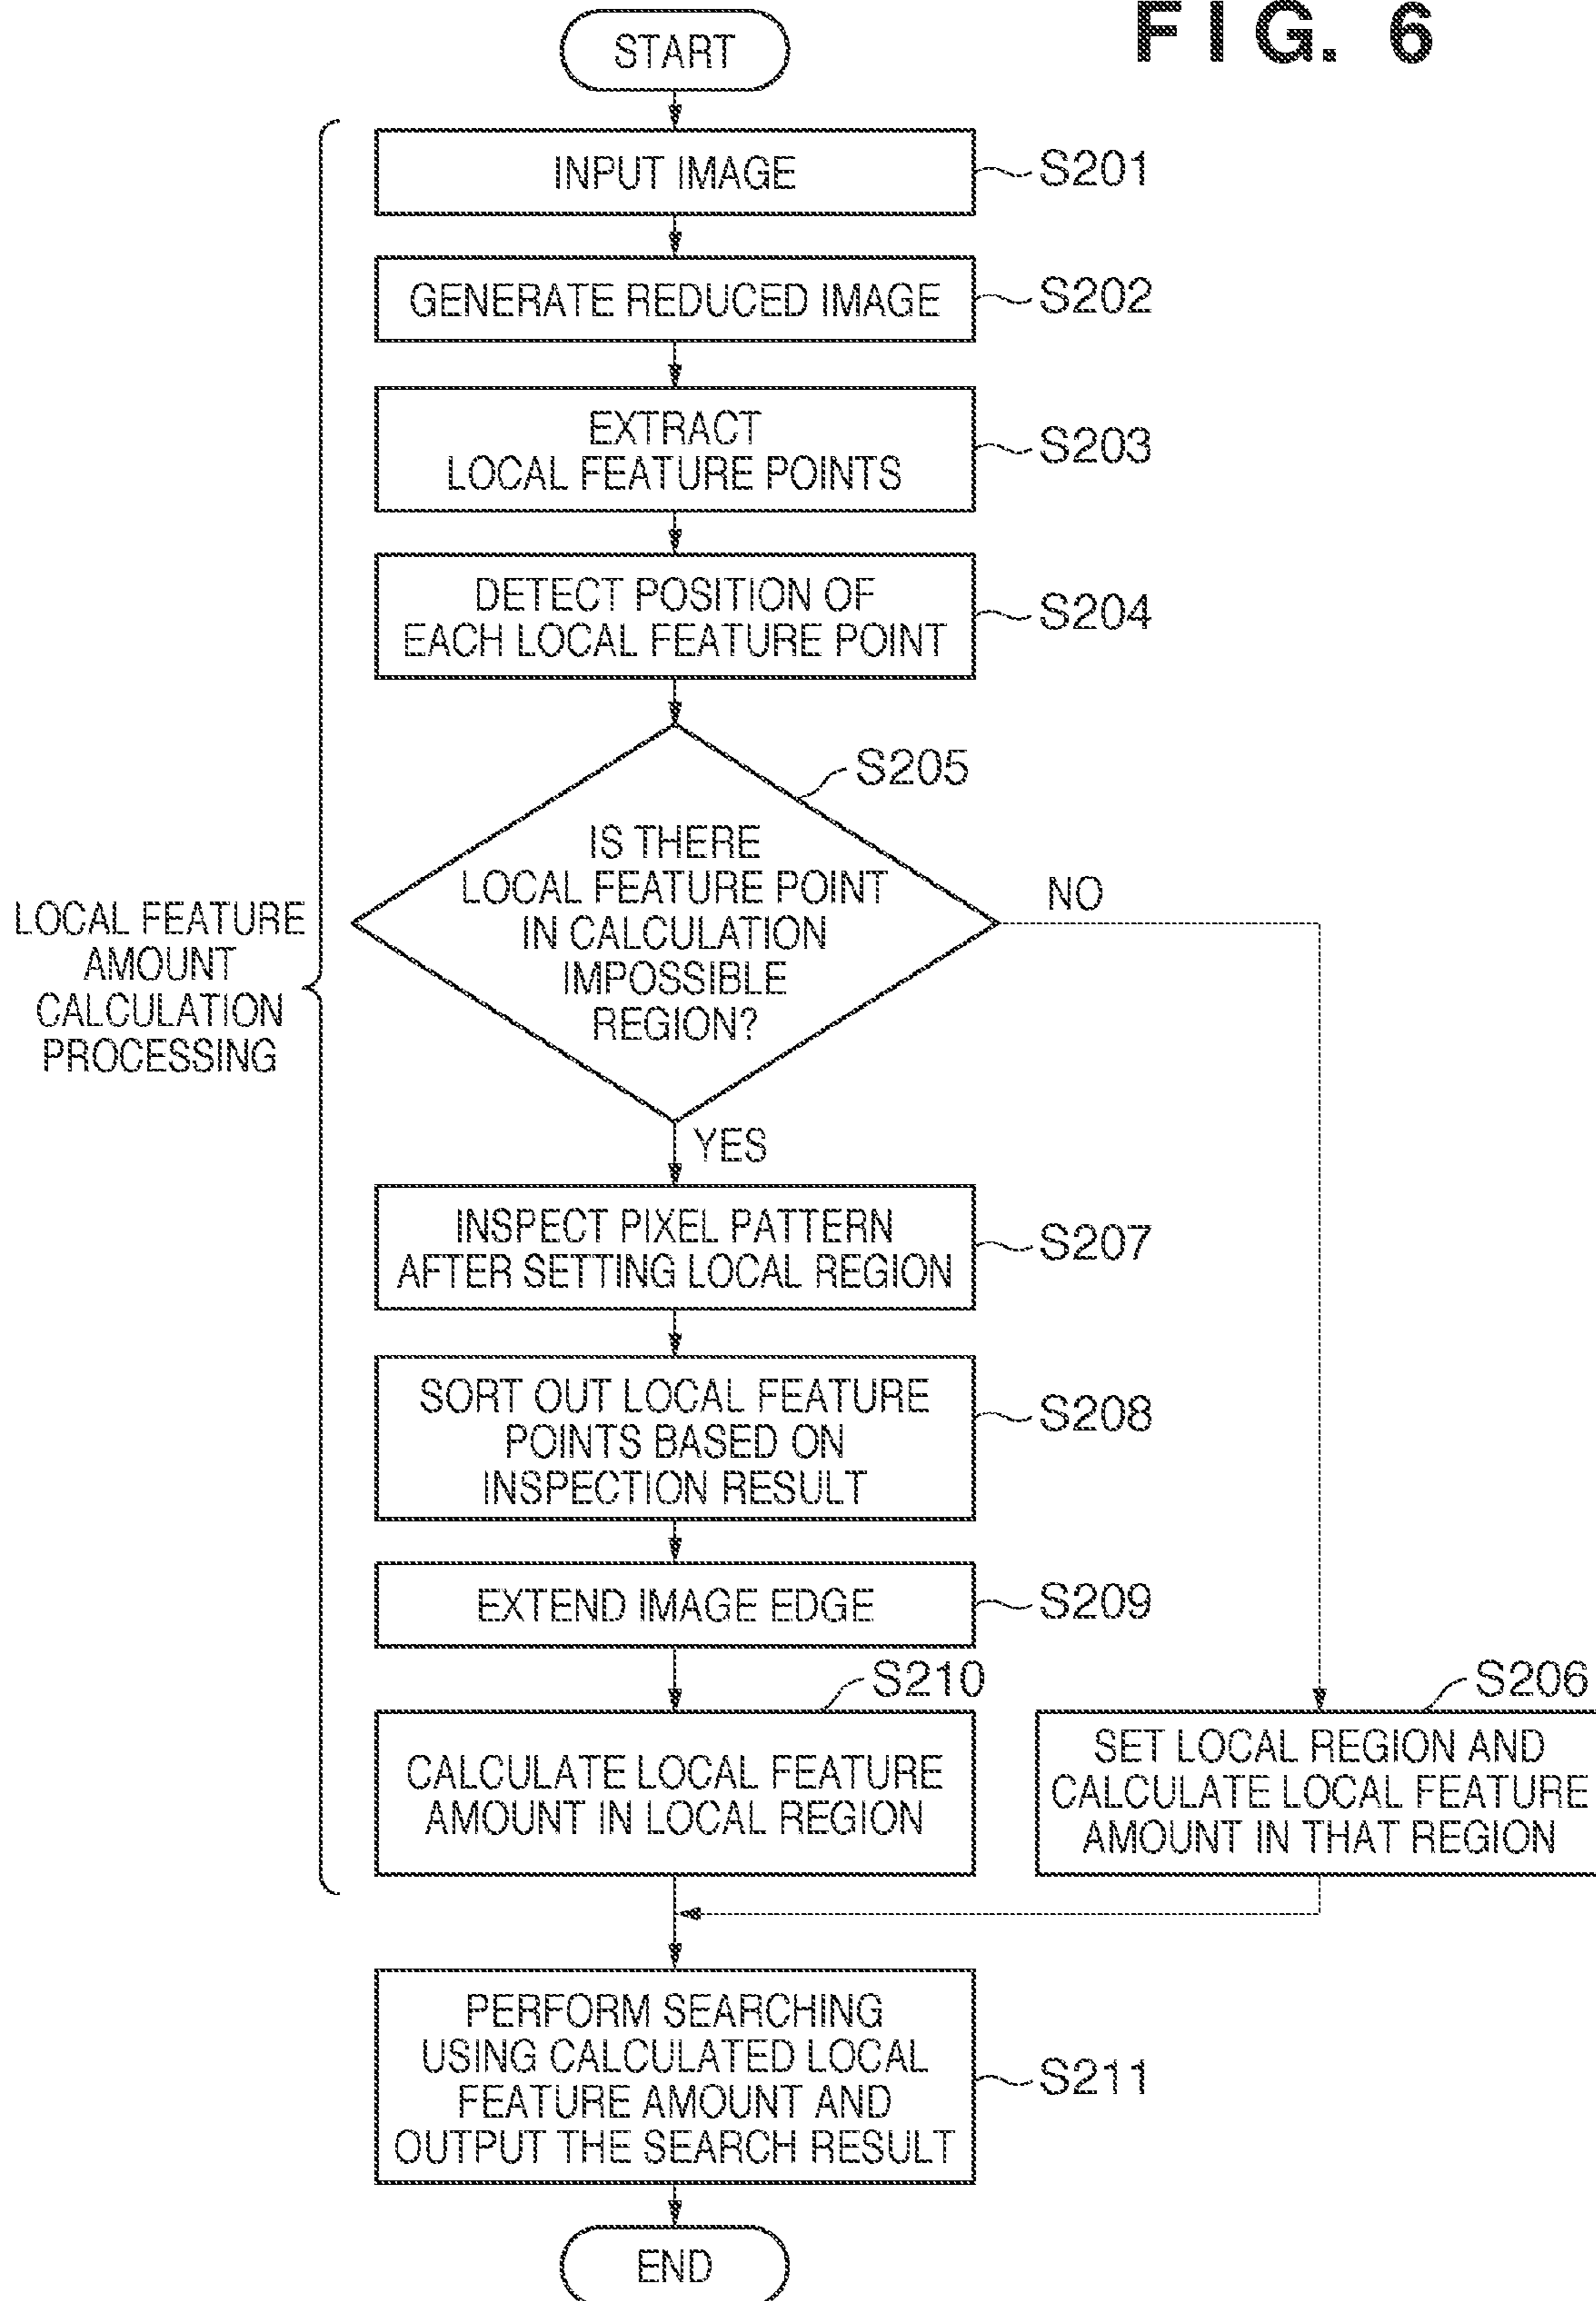 FIG. 6
START
INPUT IMAGE
S201
GENERATE REDUCED IMAGE
S202
EXTRACT
LOCAL FEATURE POINTS
S203
DETECT POSITION OF
EACH LOCAL FEATURE POINT
S204
S205
IS THERE
LOCAL FEATURE POINT
IN CALCULATION
IMPOSSIBLE
REGION?
NO
LOCAL FEATURE
AMOUNT
CALCULATION
PROCESSING
YES
INSPECT PIXEL PATTERN
AFTER SETTING LOCAL REGION
S207
SORT OUT LOCAL FEATURE
POINTS BASED ON
INSPECTION RESULT
S208
EXTEND IMAGE EDGE
S209
S210
CALCULATE LOCAL FEATURE
AMOUNT IN LOCAL REGION
S206
SET LOCAL REGION AND
CALCULATE LOCAL FEATURE
AMOUNT IN THAT REGION
PERFORM SEARCHING
USING CALCULATED LOCAL
FEATURE AMOUNT AND
OUTPUT THE SEARCH RESULT
S211
END